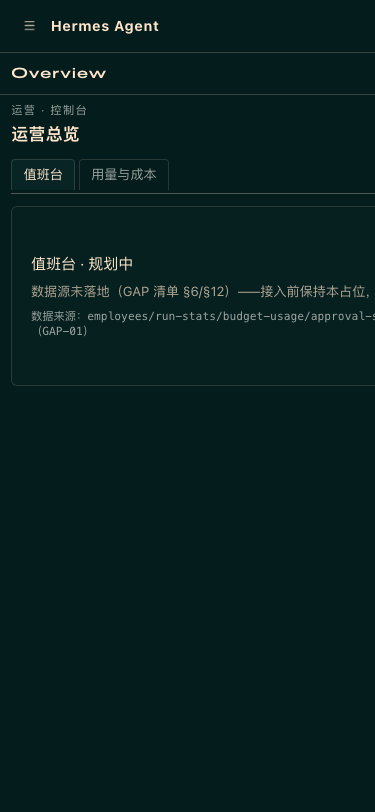 Hermes Agent
Overview
运营 · 控制台
运营总览
值班台
用量与成本
值班台 · 规划中
数据源未落地（GAP 清单 §6/§12）——接入前保持本占位，
数据来源: employees/run-stats/budget-usage/approval-s
（GAP-01）